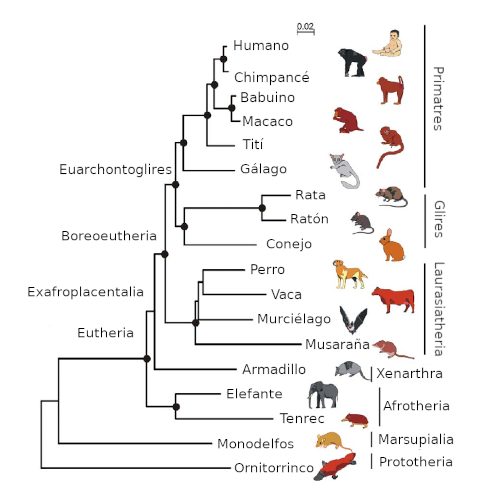 0.02
Humano
Chimpancé
Babuino
Macaco
Tití
Gálago
Rata
Ratón
Conejo
Perro
Vaca
Murciélago
Musaraña
Armadillo
Elefante
Tenrec
Monodelfos
Ornitorrinco
Euarchontoglires
Boreoeutheria
Exafroplacentalia
Eutheria
Primatres
Glires
Laurasiatheria
Xenarthra
Afrotheria
Marsupialia
Prototheria